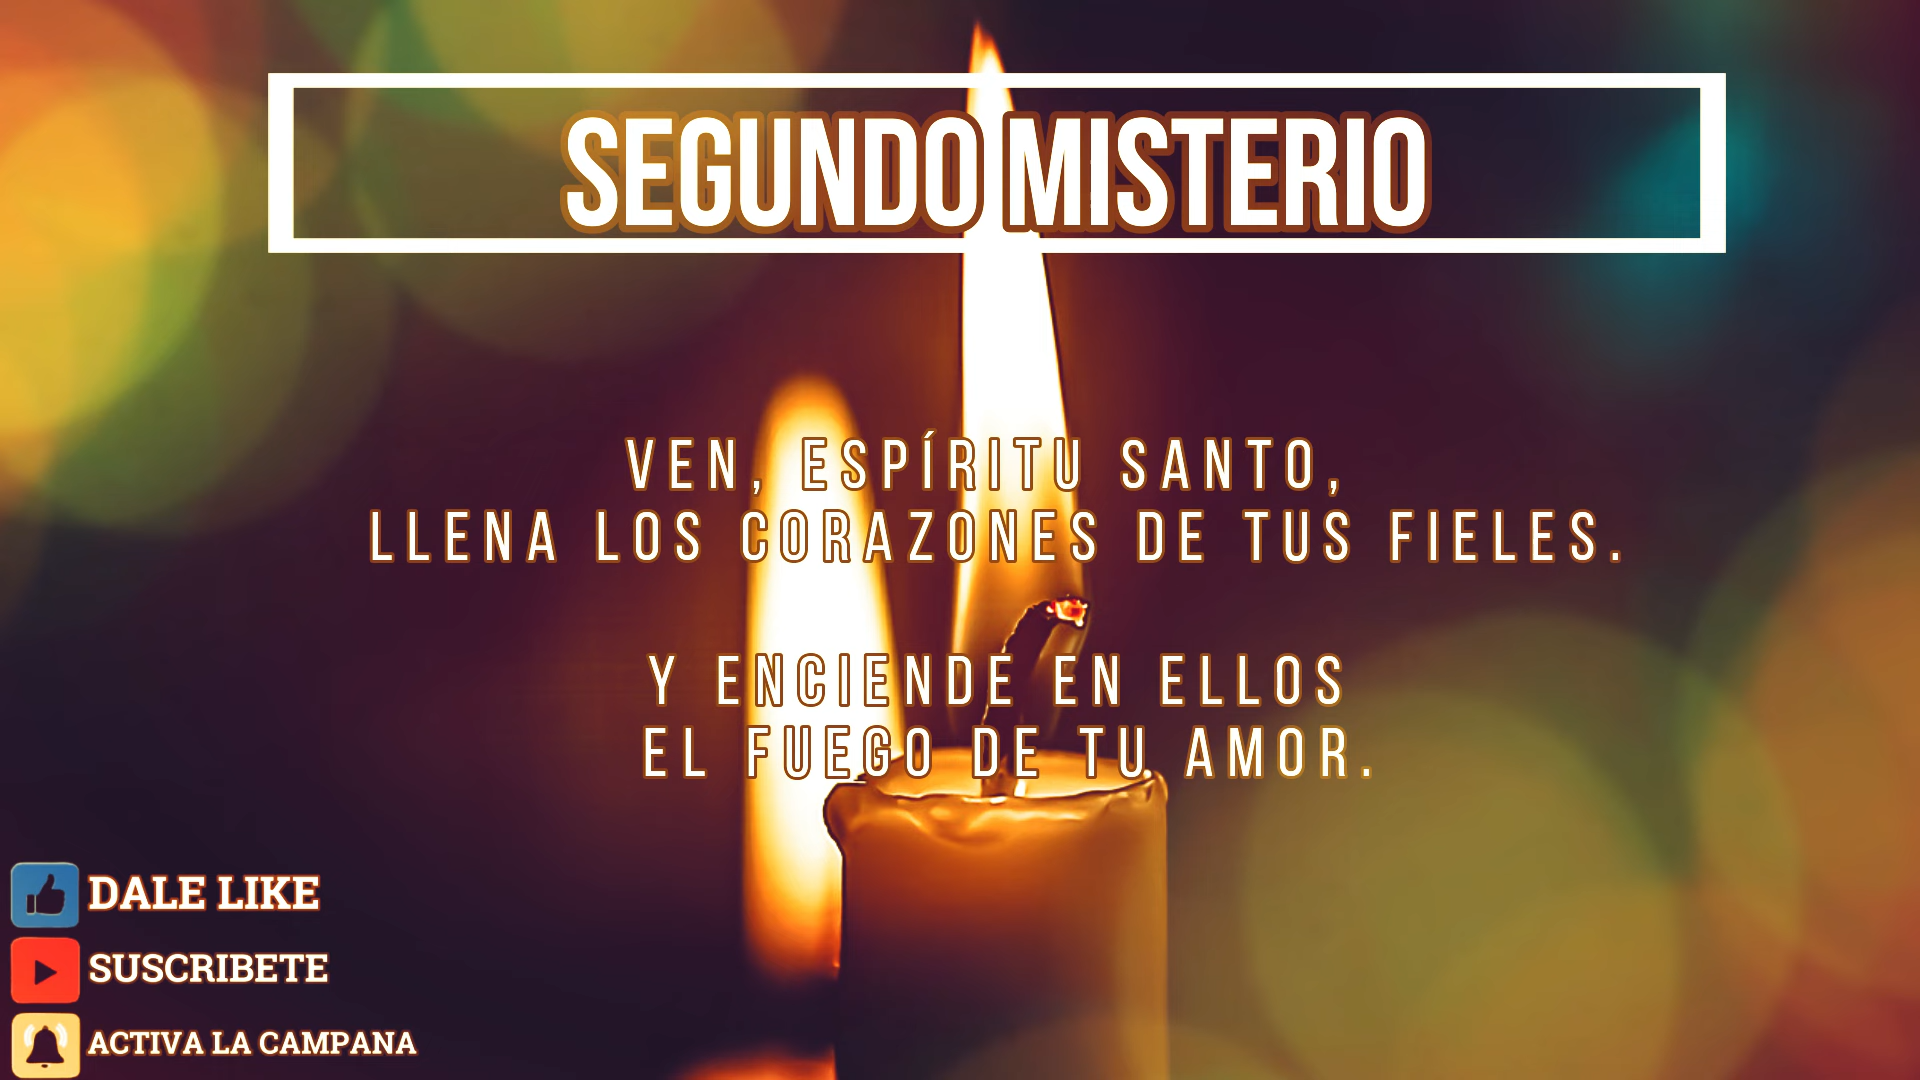 SEGUNDO MISTERIO
VEN, ESPÍRITU SANTO,
LLENA LOS CORAZONES DE TUS FIELES.
Y ENCIENDE EN ELLOS
EL FUEGO DE TU AMOR.
DALE LIKE
SUSCRIBETE
ACTIVA LA CAMPANA